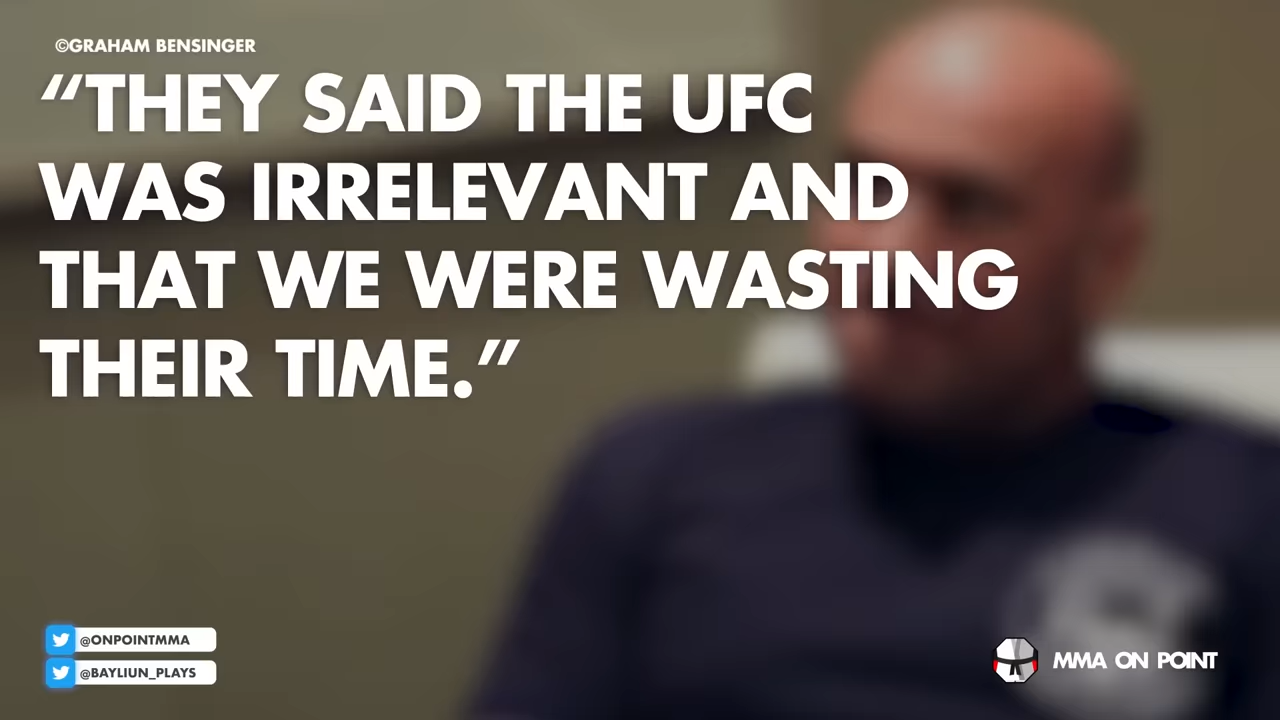 ©GRAHAM BENSINGER
“THEY SAID THE UFC
WAS IRRELEVANT AND
THAT WE WERE WASTING
THEIR TIME.”
@ONPOINTMMA
@BAYLIUN_PLAYS
MMA ON POINT